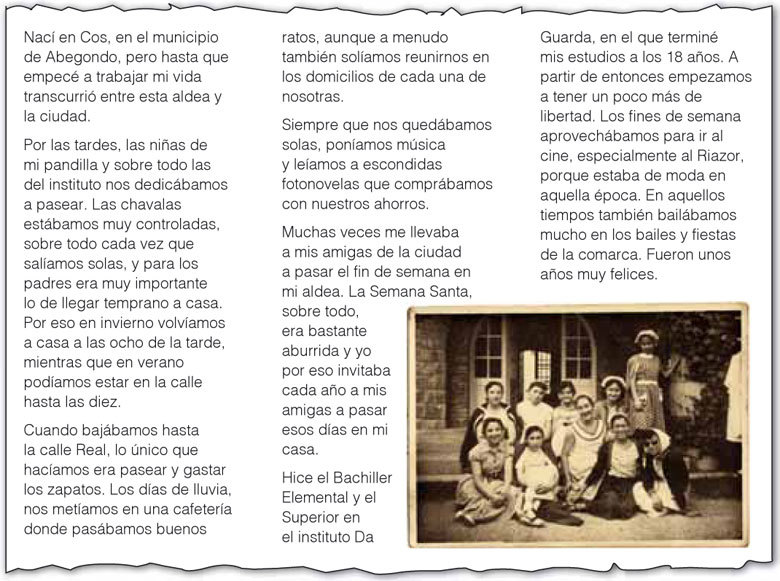 Nací en Cos, en el municipio
de Abegondo, pero hasta que
empecé a trabajar mi vida
transcurrió entre esta aldea y
la ciudad.
Por las tardes, las niñas de
mi pandilla y sobre todo las
del instituto nos dedicábamos
a pasear. Las chavalas
estábamos muy controladas,
sobre todo cada vez que
salíamos solas, y para los
padres era muy importante
lo de llegar temprano a casa.
Por eso en invierno volvíamos
a casa a las ocho de la tarde,
mientras que en verano
podíamos estar en la calle
hasta las diez.
Cuando bajábamos hasta
la calle Real, lo único que
hacíamos era pasear y gastar
los zapatos. Los días de lluvia,
nos metíamos en una cafetería
donde pasábamos buenos
ratos, aunque a menudo
también solíamos reunirnos en
los domicilios de cada una de
nosotras.
Siempre que nos quedábamos
solas, poníamos música
y leíamos a escondidas
fotonovelas que comprábamos
con nuestros ahorros.
Muchas veces me llevaba
a mis amigas de la ciudad
a pasar el fin de semana en
mi aldea. La Semana Santa,
sobre todo,
era bastante
aburrida y yo
por eso invitaba
cada año a mis
amigas a pasar
esos días en mi
casa.
Hice el Bachiller
Elemental y el
Superior en
el instituto Da
Guarda, en el que terminé
mis estudios a los 18 años. A
partir de entonces empezamos
a tener un poco más de
libertad. Los fines de semana
aprovechábamos para ir al
cine, especialmente al Riazor,
porque estaba de moda en
aquella época. En aquellos
tiempos también bailábamos
mucho en los bailes y fiestas
de la comarca. Fueron unos
años muy felices.